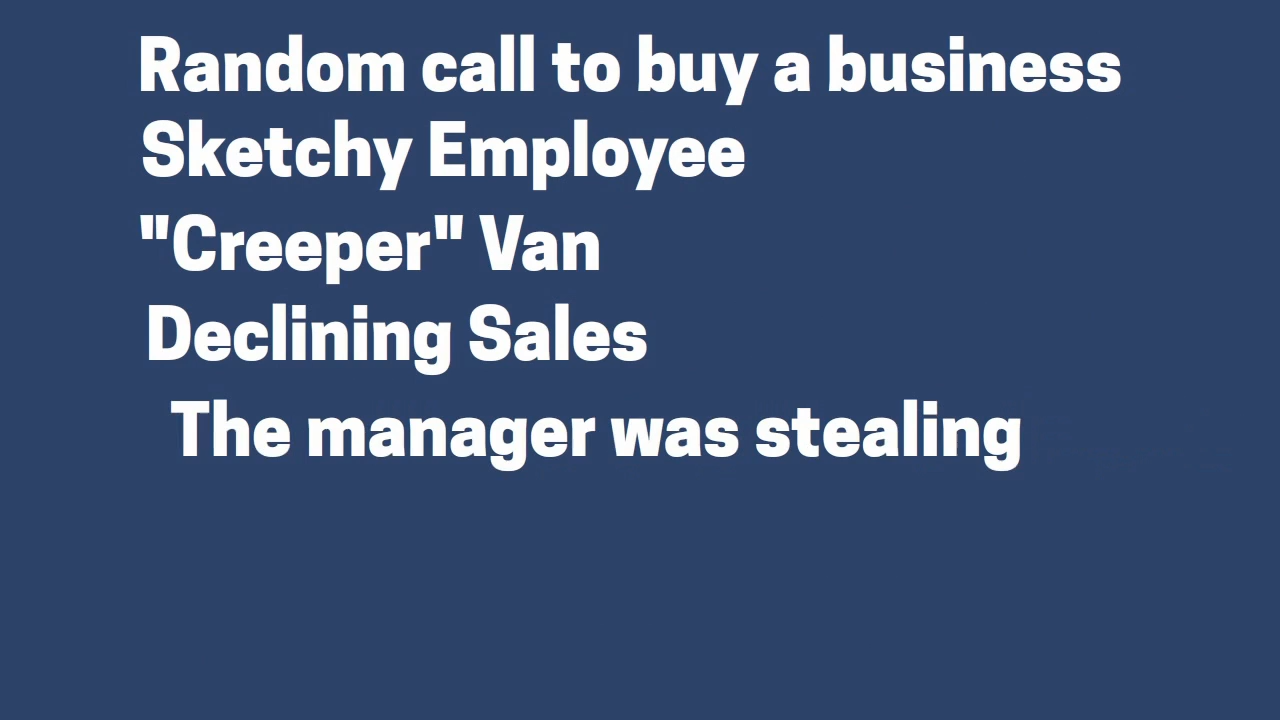 Random call to buy a business
Sketchy Employee
"Creeper" Van
Declining Sales
The manager was stealing